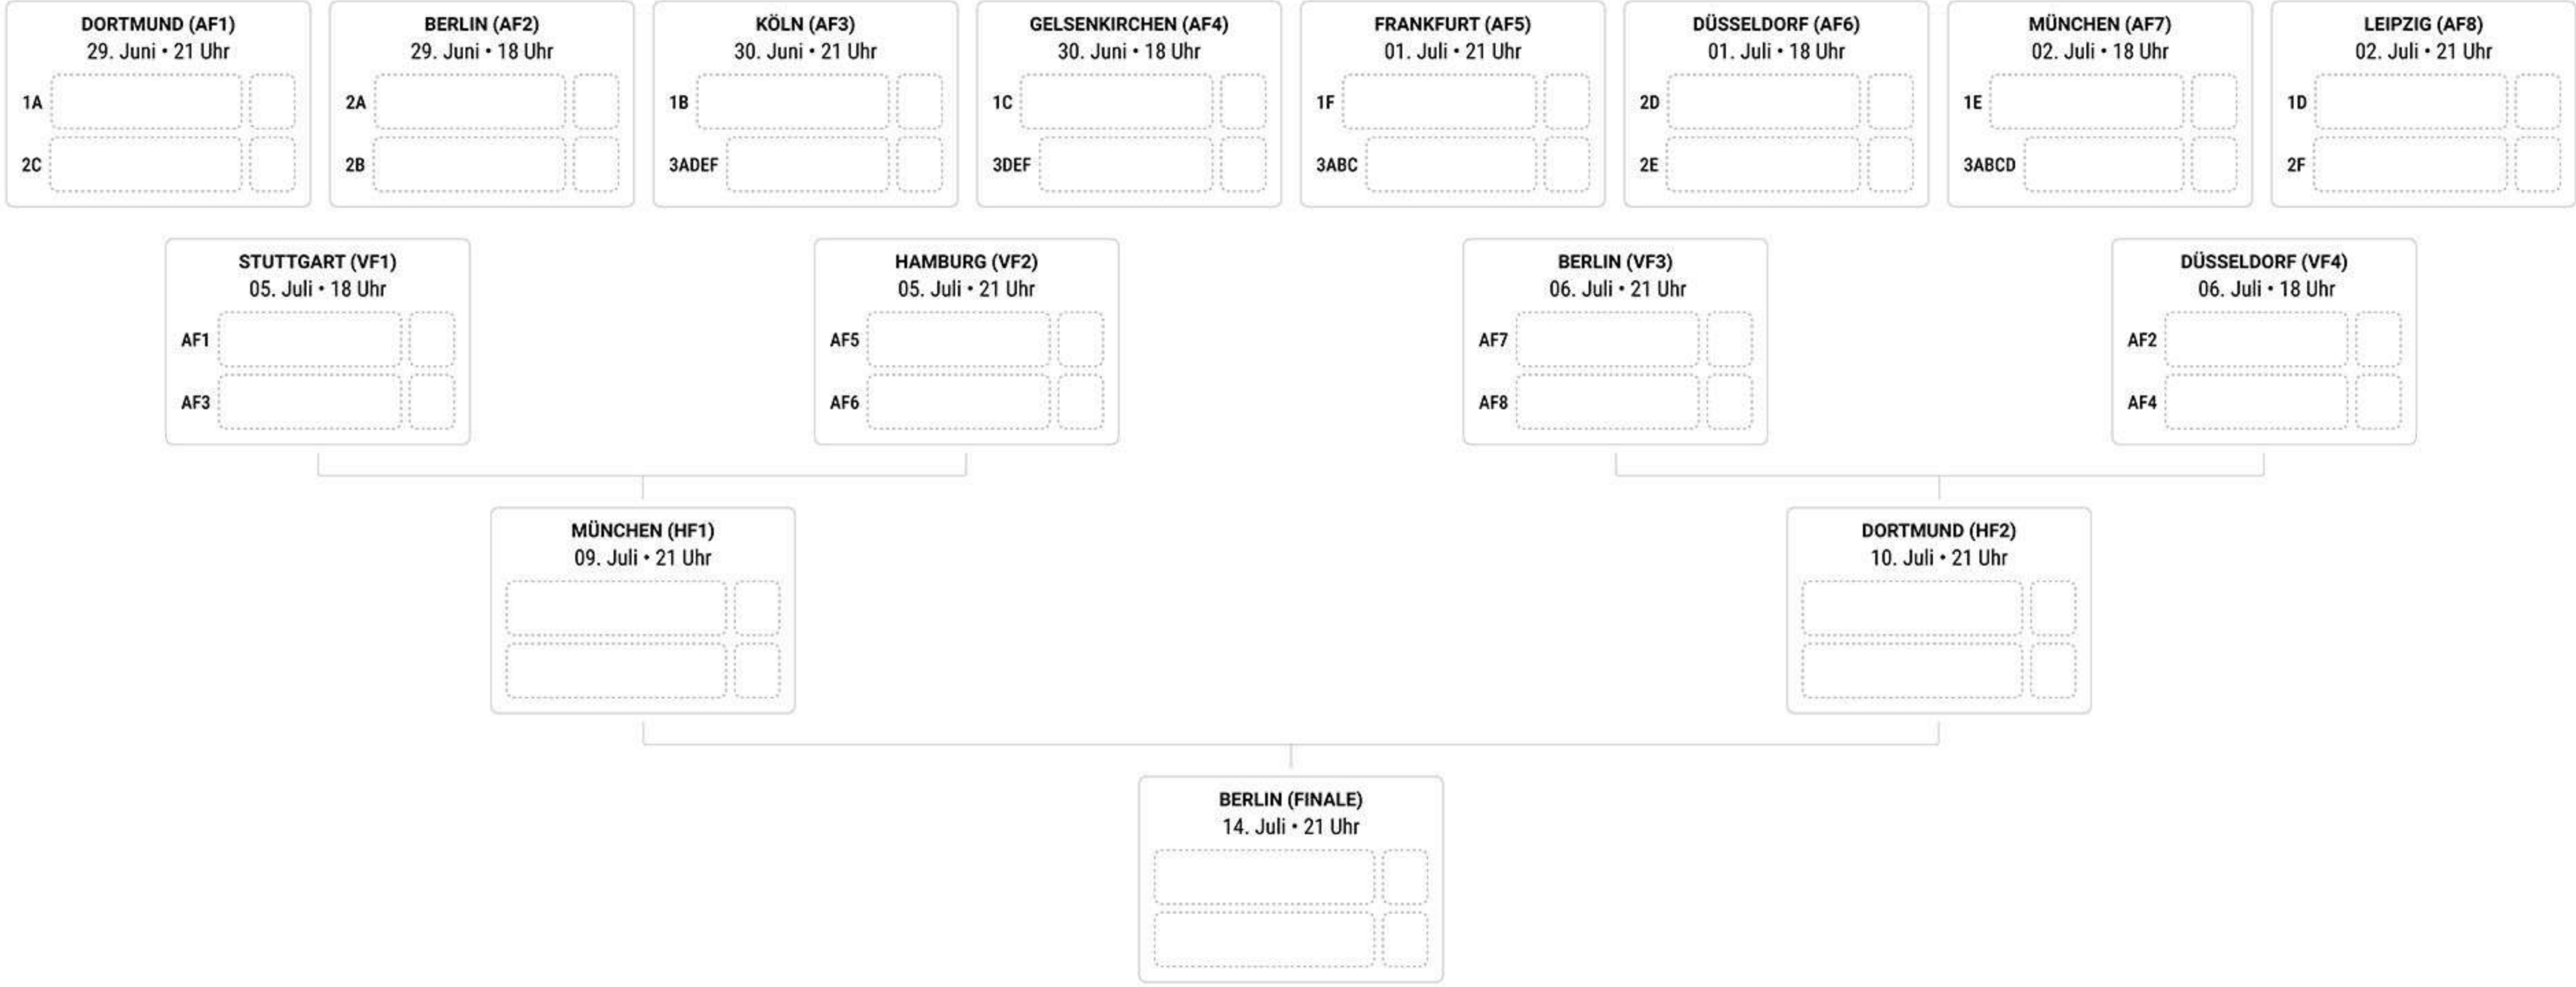 DORTMUND (AF1)
29. Juni • 21 Uhr
1A
2C
BERLIN (AF2)
29. Juni • 18 Uhr
2A
2B
KÖLN (AF3)
30. Juni • 21 Uhr
1B
3ADEF
GELSENKIRCHEN (AF4)
30. Juni • 18 Uhr
1C
3DEF
FRANKFURT (AF5)
01. Juli • 21 Uhr
1F
3ABC
DÜSSELDORF (AF6)
01. Juli • 18 Uhr
2D
2E
MÜNCHEN (AF7)
02. Juli • 18 Uhr
1E
3ABCD
LEIPZIG (AF8)
02. Juli • 21 Uhr
1D
2F
STUTTGART (VF1)
05. Juli • 18 Uhr
AF1
AF3
HAMBURG (VF2)
05. Juli • 21 Uhr
AF5
AF6
BERLIN (VF3)
06. Juli • 21 Uhr
AF7
AF8
DÜSSELDORF (VF4)
06. Juli • 18 Uhr
AF2
AF4
MÜNCHEN (HF1)
09. Juli • 21 Uhr
DORTMUND (HF2)
10. Juli • 21 Uhr
BERLIN (FINALE)
14. Juli • 21 Uhr